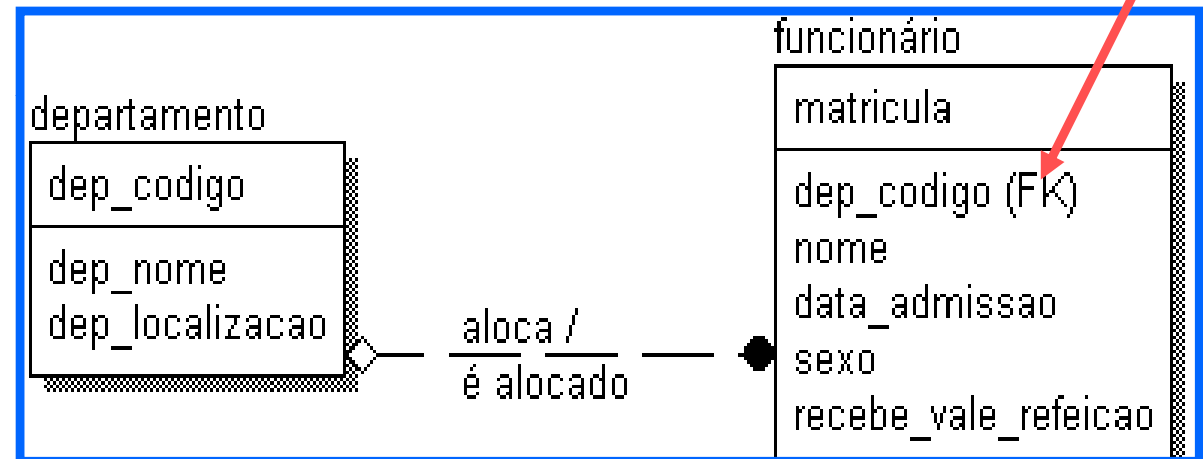 departamento
dep_codigo
dep_nome
dep_localizacao
aloca /
é alocado
funcionário
matricula
dep_codigo (FK)
nome
data_admissao
sexo
recebe_vale_refeicao